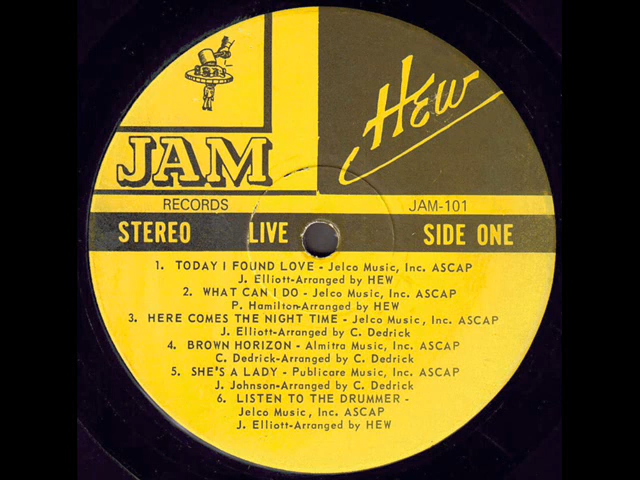 Hew
JAM
RECORDS
JAM-101
STEREO LIVE SIDE ONE
1. TODAY I FOUND LOVE - Jelco Music, Inc. ASCAP
J. Elliott-Arranged by HEW
2. WHAT CAN I DO - Jelco Music, Inc. ASCAP
P. Hamilton-Arranged by HEW
3. HERE COMES THE NIGHT TIME - Jelco Music, Inc. ASCAP
J. Elliott-Arranged by C. Dedrick
4. BROWN HORIZON - Almitra Music, Inc. ASCAP
C. Dedrick-Arranged by C. Dedrick
5. SHE'S A LADY - Publicare Music, Inc. ASCAP
J. Johnson-Arranged by C. Dedrick
6. LISTEN TO THE DRUMMER -
Jelco Music, Inc. ASCAP
J. Elliott-Arranged by HEW